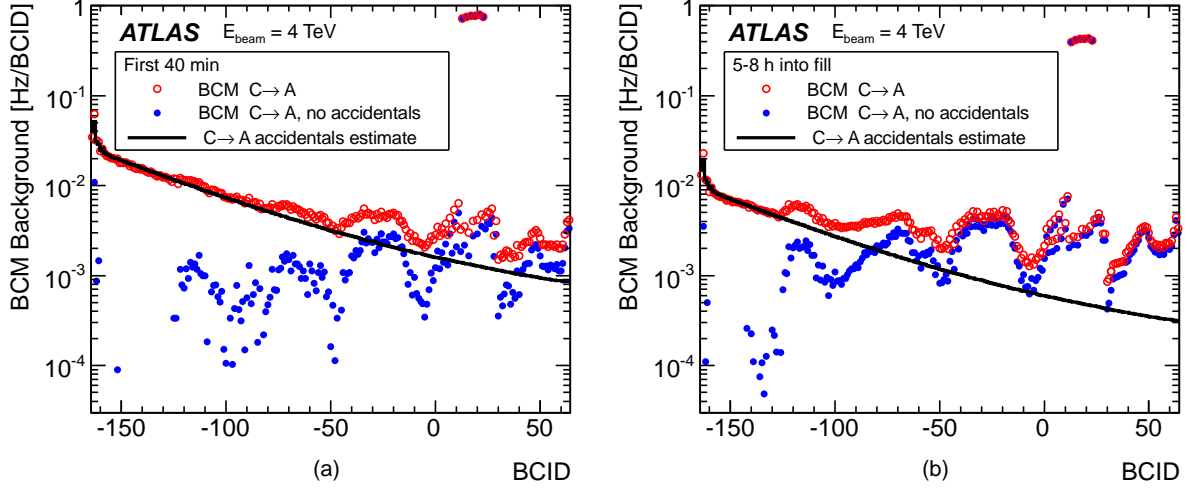 ATLAS E_beam = 4 TeV
First 40 min
BCM C→A
BCM C→A, no accidentals
C→A accidentals estimate
BCM Background [Hz/BCID]
1
10^-1
10^-2
10^-3
10^-4
-150 -100 -50 0 50
BCID
(a)
ATLAS E_beam = 4 TeV
5-8 h into fill
BCM C→A
BCM C→A, no accidentals
C→A accidentals estimate
BCM Background [Hz/BCID]
1
10^-1
10^-2
10^-3
10^-4
-150 -100 -50 0 50
BCID
(b)